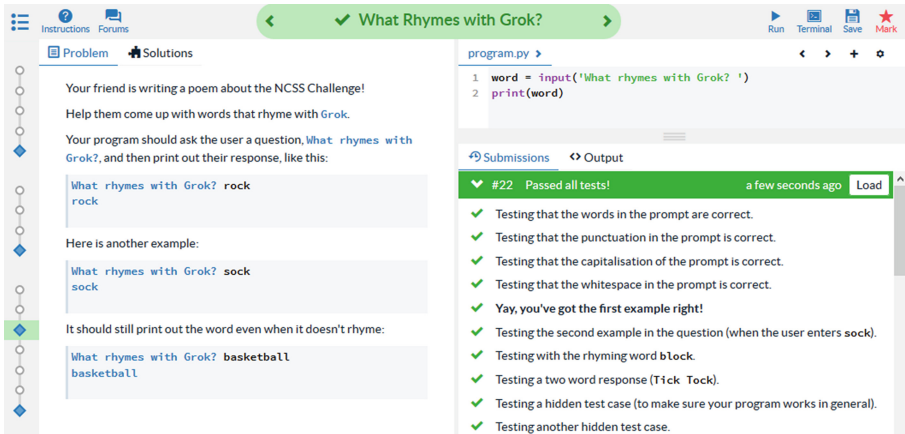 Instructions
Forums
What Rhymes with Grok?
Run
Terminal
Save
Mark
Problem
Solutions
Your friend is writing a poem about the NCSS Challenge!
Help them come up with words that rhyme with Grok.
Your program should ask the user a question, What rhymes with
Grok?, and then print out their response, like this:
What rhymes with Grok? rock
rock
Here is another example:
What rhymes with Grok? sock
sock
It should still print out the word even when it doesn't rhyme:
What rhymes with Grok? basketball
basketball
program.py
1 word = input('What rhymes with Grok? ')
2 print(word)
Submissions
Output
#22 Passed all tests! a few seconds ago Load
Testing that the words in the prompt are correct.
Testing that the punctuation in the prompt is correct.
Testing that the capitalisation of the prompt is correct.
Testing that the whitespace in the prompt is correct.
Yay, you've got the first example right!
Testing the second example in the question (when the user enters sock).
Testing with the rhyming word block.
Testing a two word response (Tick Tock).
Testing a hidden test case (to make sure your program works in general).
Testing another hidden test case.